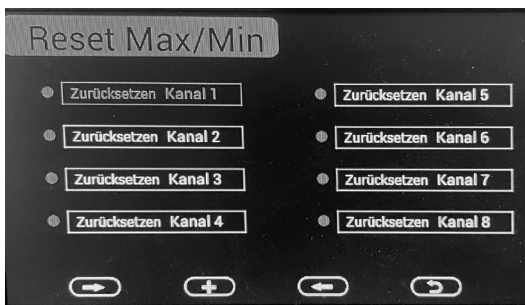 Reset Max/Min
Zurücksetzen Kanal 1
Zurücksetzen Kanal 2
Zurücksetzen Kanal 3
Zurücksetzen Kanal 4
Zurücksetzen Kanal 5
Zurücksetzen Kanal 6
Zurücksetzen Kanal 7
Zurücksetzen Kanal 8